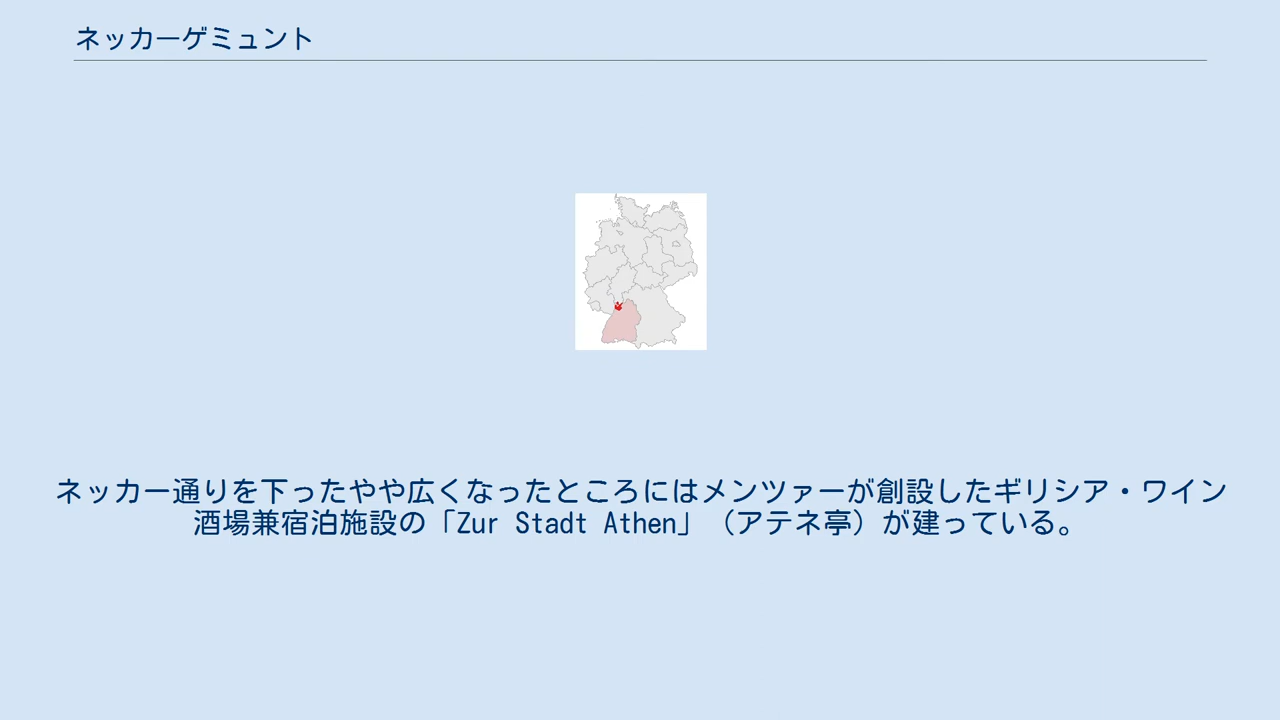 ネッカーゲミュント
ネッカー通りを下ったやや広くなったところにはメンツァーが創設したギリシア・ワイン
酒場兼宿泊施設の「Zur Stadt Athen」（アテネ亭）が建っている。